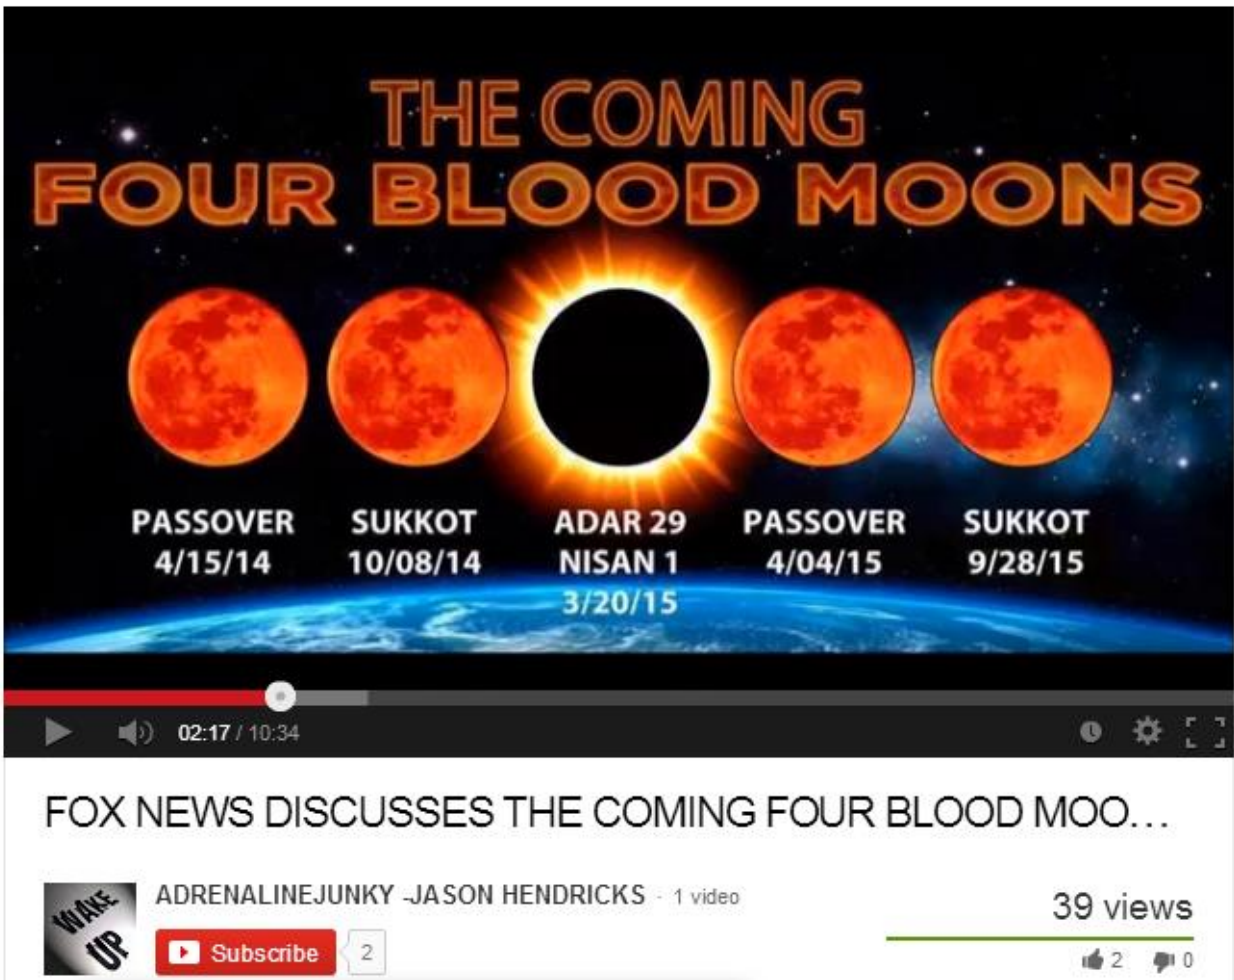 THE COMING
FOUR BLOOD MOONS
PASSOVER
4/15/14
SUKKOT
10/08/14
ADAR 29
NISAN 1
3/20/15
PASSOVER
4/04/15
SUKKOT
9/28/15
02:17 / 10:34
FOX NEWS DISCUSSES THE COMING FOUR BLOOD MOO...
WAKE
UP
ADRENALINEJUNKY -JASON HENDRICKS · 1 video
Subscribe 2
39 views
2 0